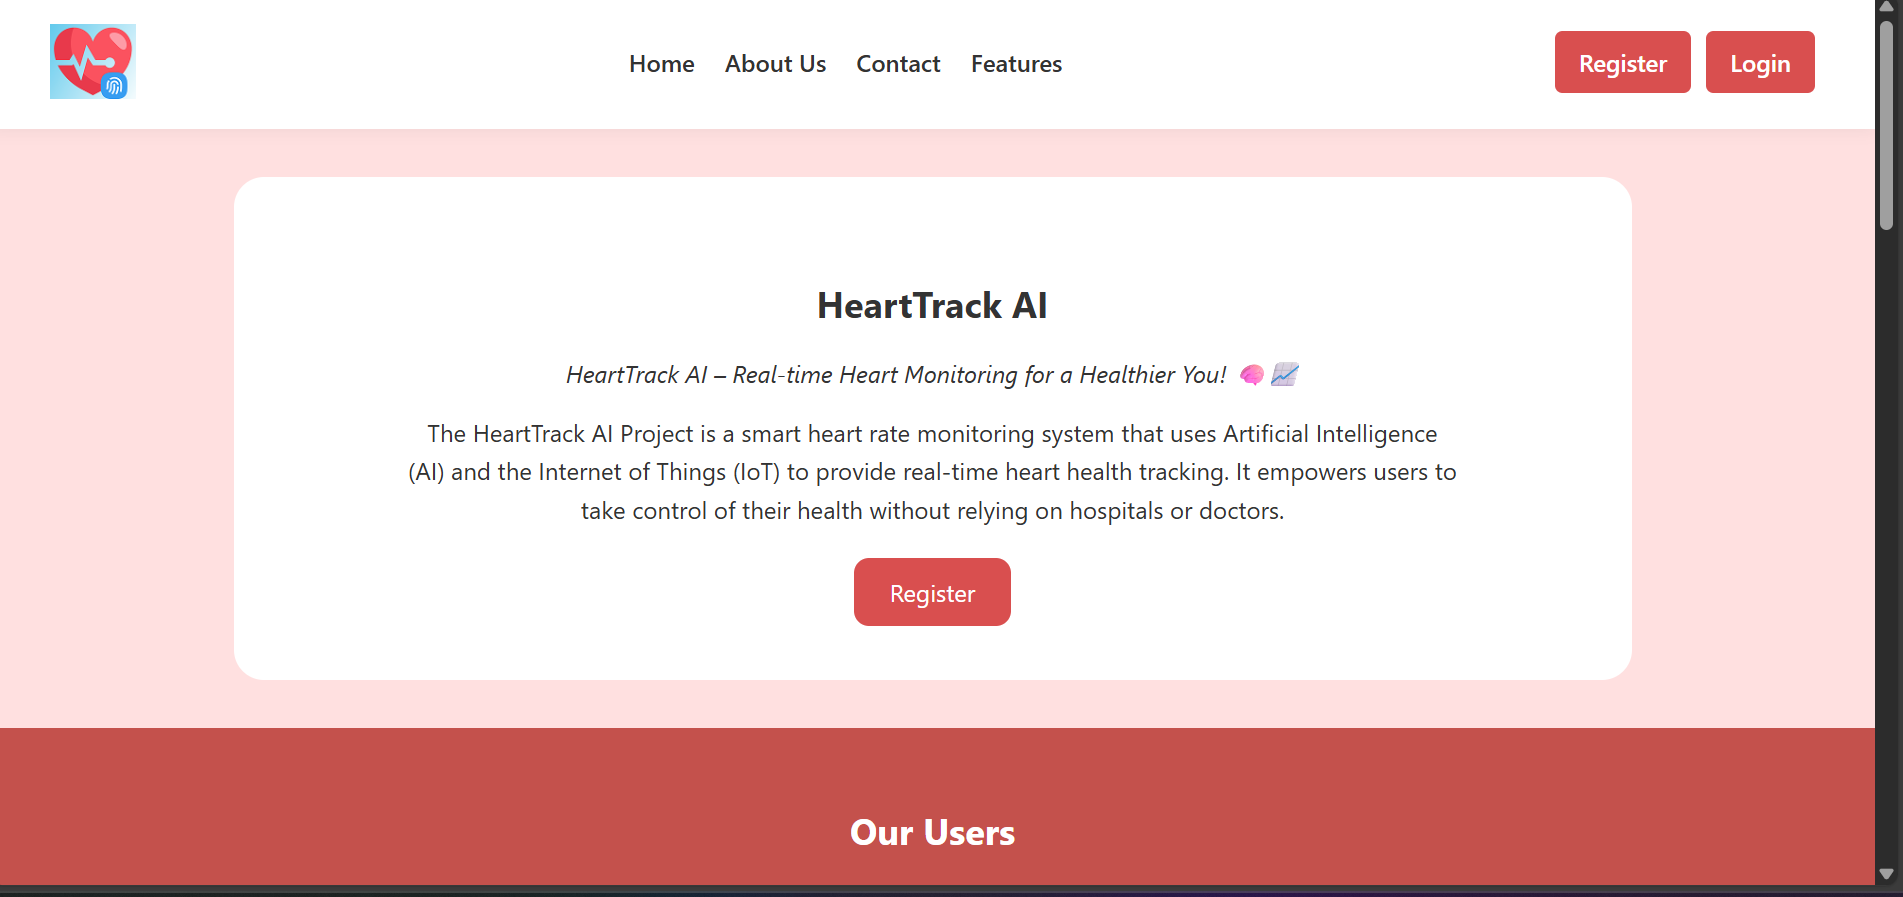 Home About Us Contact Features Register Login
HeartTrack AI
HeartTrack AI – Real-time Heart Monitoring for a Healthier You! 🧠 📈
The HeartTrack AI Project is a smart heart rate monitoring system that uses Artificial Intelligence
(AI) and the Internet of Things (IoT) to provide real-time heart health tracking. It empowers users to
take control of their health without relying on hospitals or doctors.
Register
Our Users